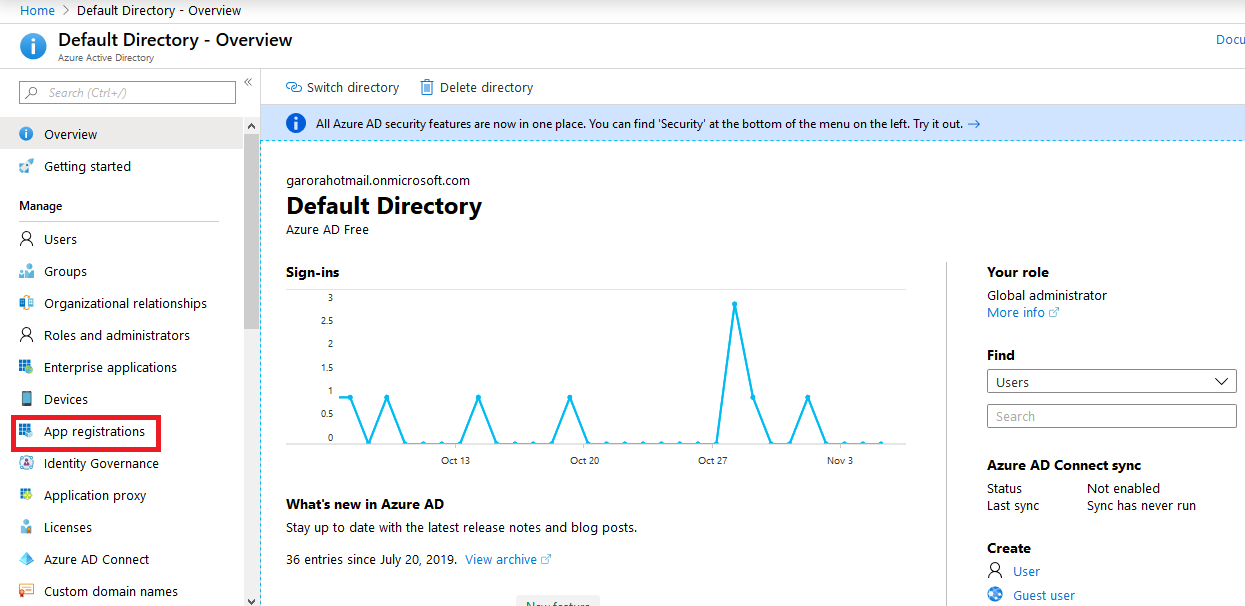 Home > Default Directory - Overview
Default Directory - Overview
Azure Active Directory
Docu
Search (Ctrl+/)
Overview
Getting started
Manage
Users
Groups
Organizational relationships
Roles and administrators
Enterprise applications
Devices
App registrations
Identity Governance
Application proxy
Licenses
Azure AD Connect
Custom domain names
Switch directory
Delete directory
All Azure AD security features are now in one place. You can find 'Security' at the bottom of the menu on the left. Try it out. →
garorahotmail.onmicrosoft.com
Default Directory
Azure AD Free
Sign-ins
3
2.5
2
1.5
1
0.5
0
Oct 13 Oct 20 Oct 27 Nov 3
What's new in Azure AD
Stay up to date with the latest release notes and blog posts.
36 entries since July 20, 2019. View archive
New feature
Your role
Global administrator
More info
Find
Users
Search
Azure AD Connect sync
Status Not enabled
Last sync Sync has never run
Create
User
Guest user